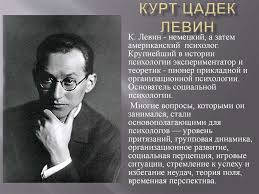 КУРТ ЦАДЕК
ЛЕВИН
К. Левин - немецкий, а затем
американский психолог.
Крупнейший в истории
психологии экспериментатор и
теоретик - пионер прикладной и
организационной психологии.
Основатель социальной
психологии.
Многие вопросы, которыми он
занимался, стали
основополагающими для
психологов — уровень
притязаний, групповая динамика,
организационное развитие,
социальная перцепция, игровые
ситуации, стремление к успеху и
избегание неудач, теория поля,
временная перспектива.